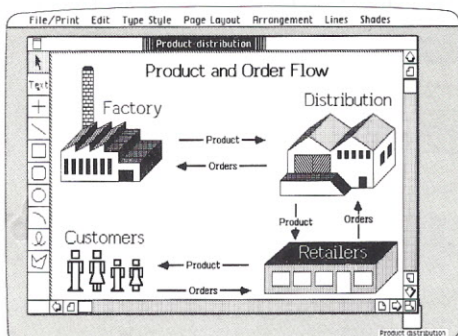 File/Print Edit Type Style Page Layout Arrangement Lines Shades
Product distribution
Text
Product and Order Flow
Factory
Distribution
Product
Orders
Product
Orders
Customers
Retailers
Product
Orders
Product distribution